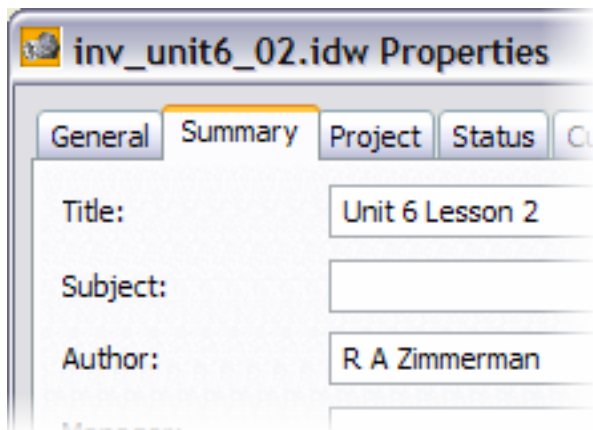 inv_unit6_02.idw Properties
General Summary Project Status
Title: Unit 6 Lesson 2
Subject:
Author: R A Zimmerman